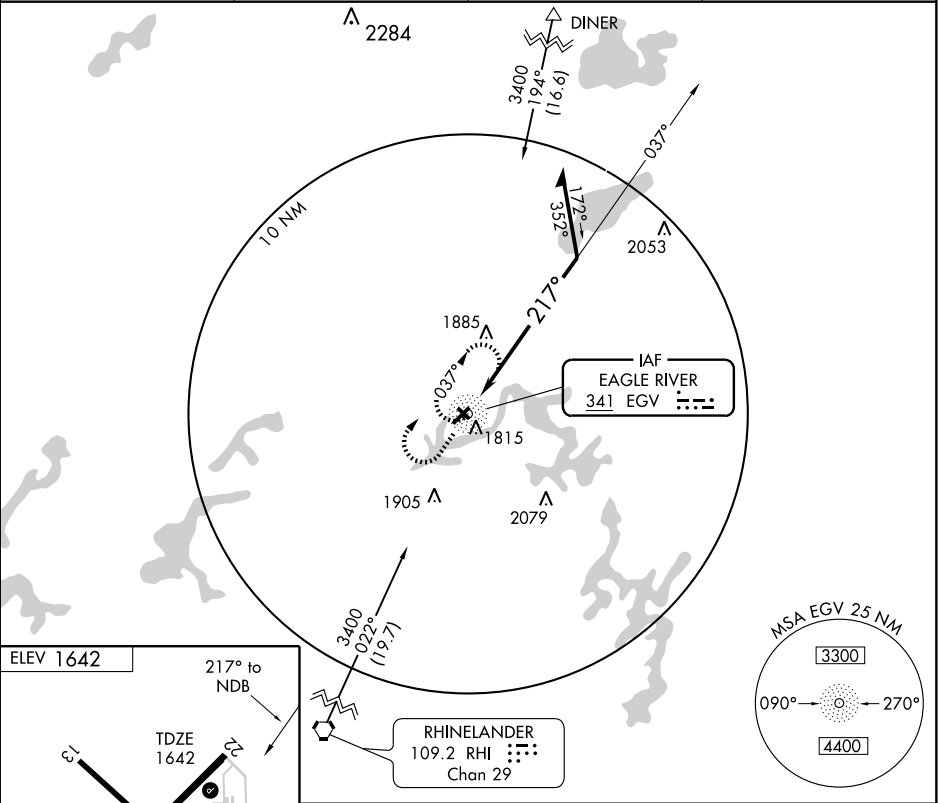 2284
DINER
3400
194°
(16.6)
037°
10 NM
172°
352°
2053
217°
1885
037°
IAF
EAGLE RIVER
341 EGV
1815
1905
2079
3400
022°
(19.7)
MSA EGV 25 NM
3300
090°
270°
4400
ELEV 1642
217° to
NDB
TDZE
1642
13
22
P
RHINELANDER
109.2 RHI
Chan 29